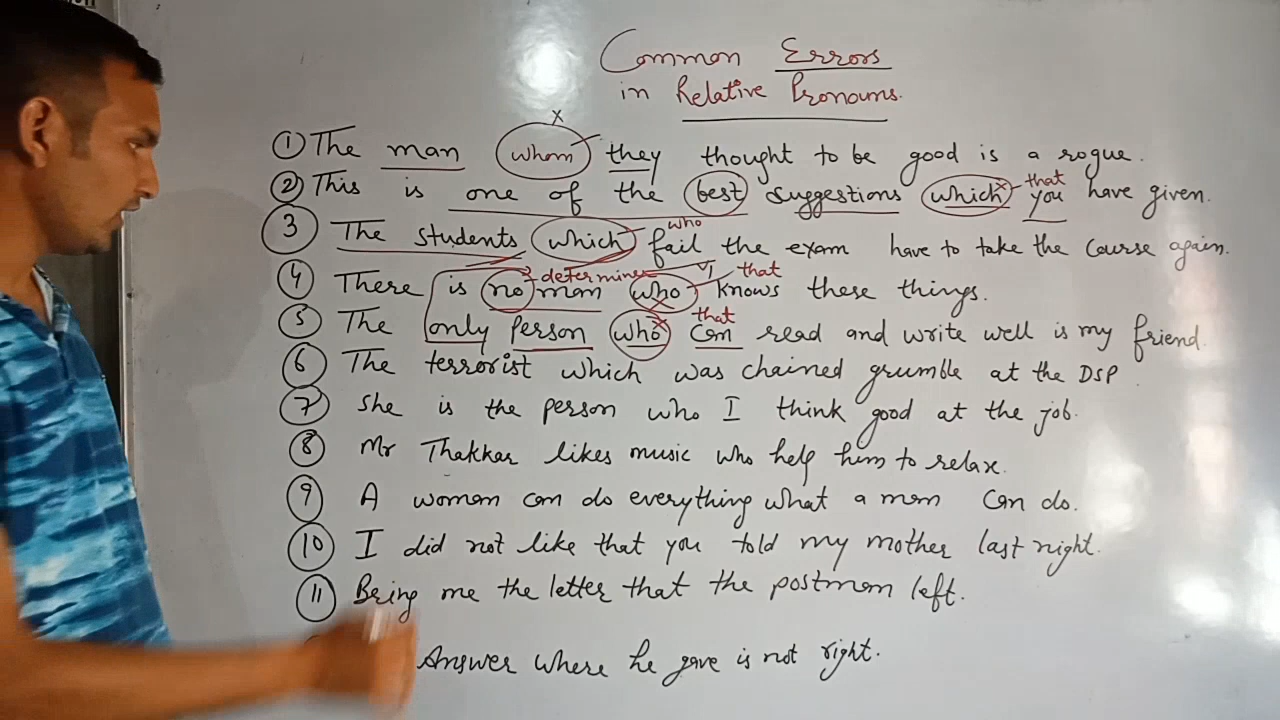 Common Errors
in Relative Pronouns.
① The man whom they thought to be good is a rogue.
x
② This is one of the best suggestions which you have given.
x that
③ The students which fail the exam have to take the course again.
who
④ There is no man who knows these things.
determiner that
⑤ The only person who can read and write well is my friend.
x that
⑥ The terrorist which was chained grumble at the DSP
⑦ She is the person who I think good at the job.
⑧ Mr Thakkar likes music who help him to relax.
⑨ A woman can do everything what a man can do.
⑩ I did not like that you told my mother last night.
⑪ Being me the letter that the postman left.
Answer where he gave is not right.